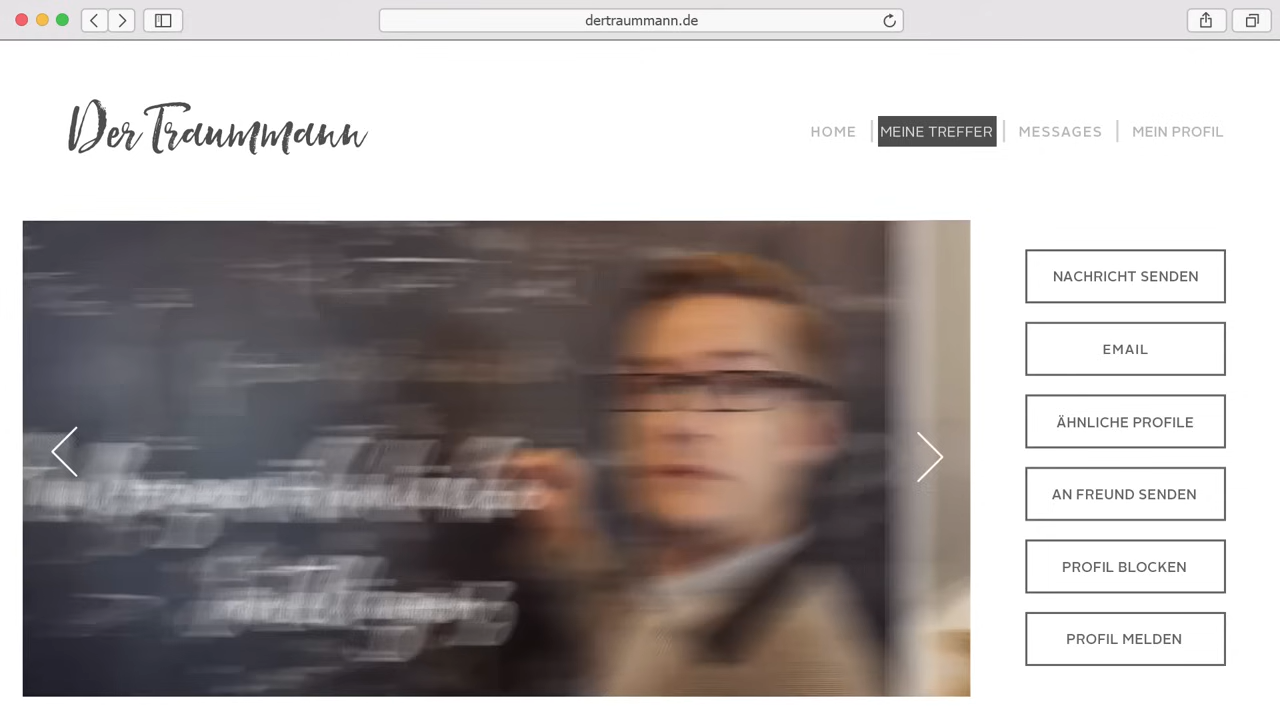 dertraummann.de
Der Traummann
HOME
MEINE TREFFER
MESSAGES
MEIN PROFIL
NACHRICHT SENDEN
EMAIL
ÄHNLICHE PROFILE
AN FREUND SENDEN
PROFIL BLOCKEN
PROFIL MELDEN